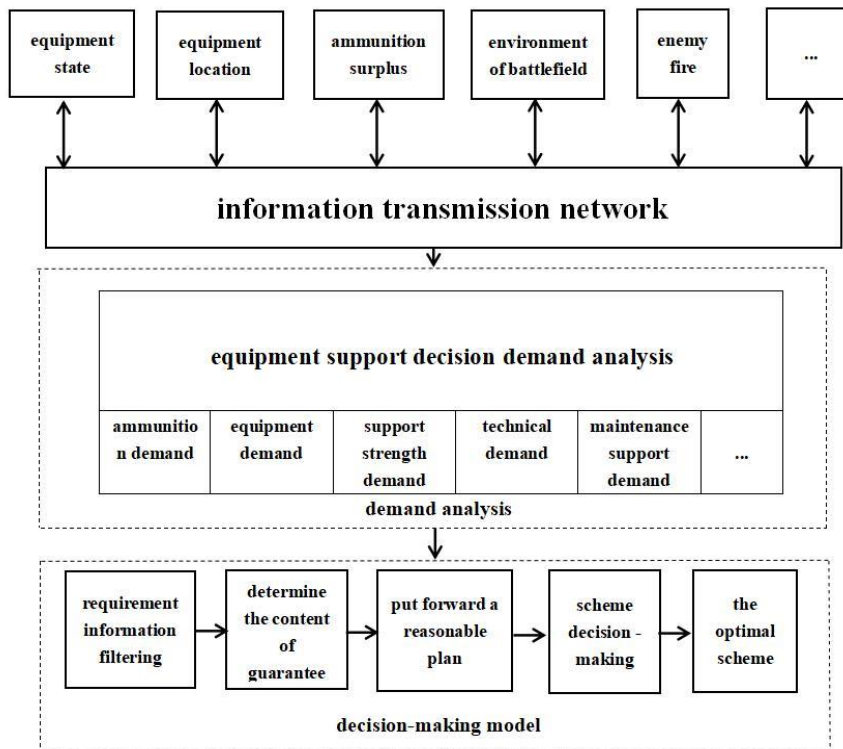 equipment
state
equipment
location
ammunition
surplus
environment
of battlefield
enemy
fire
...
information transmission network
equipment support decision demand analysis
ammunitio
n demand
equipment
demand
support
strength
demand
technical
demand
maintenance
support
demand
...
demand analysis
requirement
information
filtering
determine
the content
of
guarantee
put forward a
reasonable
plan
scheme
decision -
making
the
optimal
scheme
decision-making model